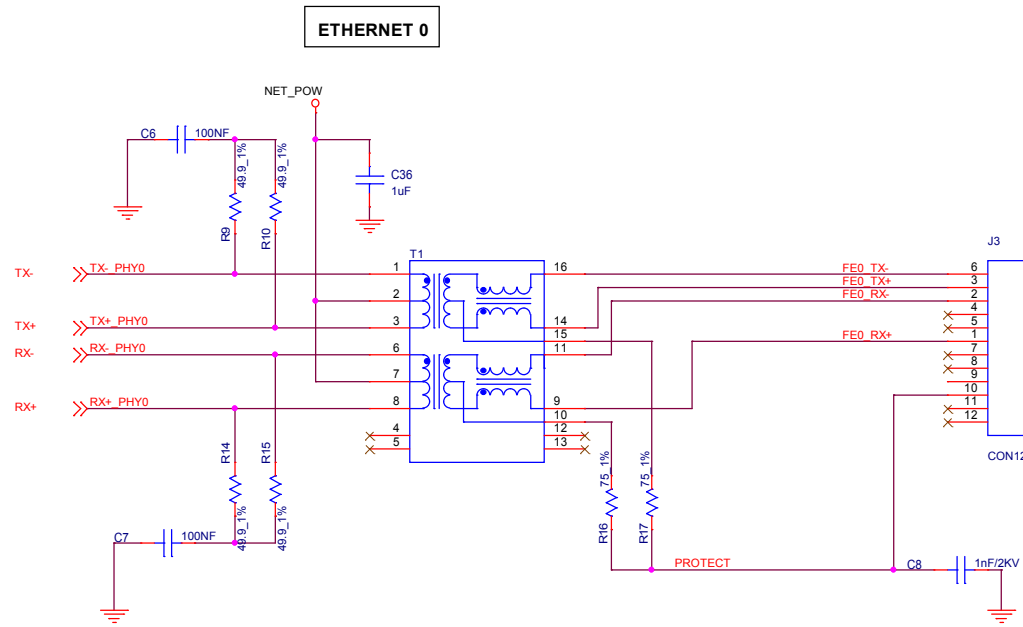 ETHERNET 0
NET_POW
C6
100NF
49.9_1%
49.9_1%
C36
1uF
R9
R10
T1
J3
TX-
TX-_PHY0
1
16
FE0_TX-
6
FE0_TX+
3
2
FE0_RX-
2
4
TX+
TX+_PHY0
3
14
5
15
FE0_RX+
1
RX-
RX-_PHY0
6
11
7
8
7
9
10
RX+
RX+_PHY0
8
9
11
10
12
4
12
5
13
CON12
R14
R15
75_1%
75_1%
49.9_1%
49.9_1%
R16
R17
C7
100NF
PROTECT
C8
1nF/2KV